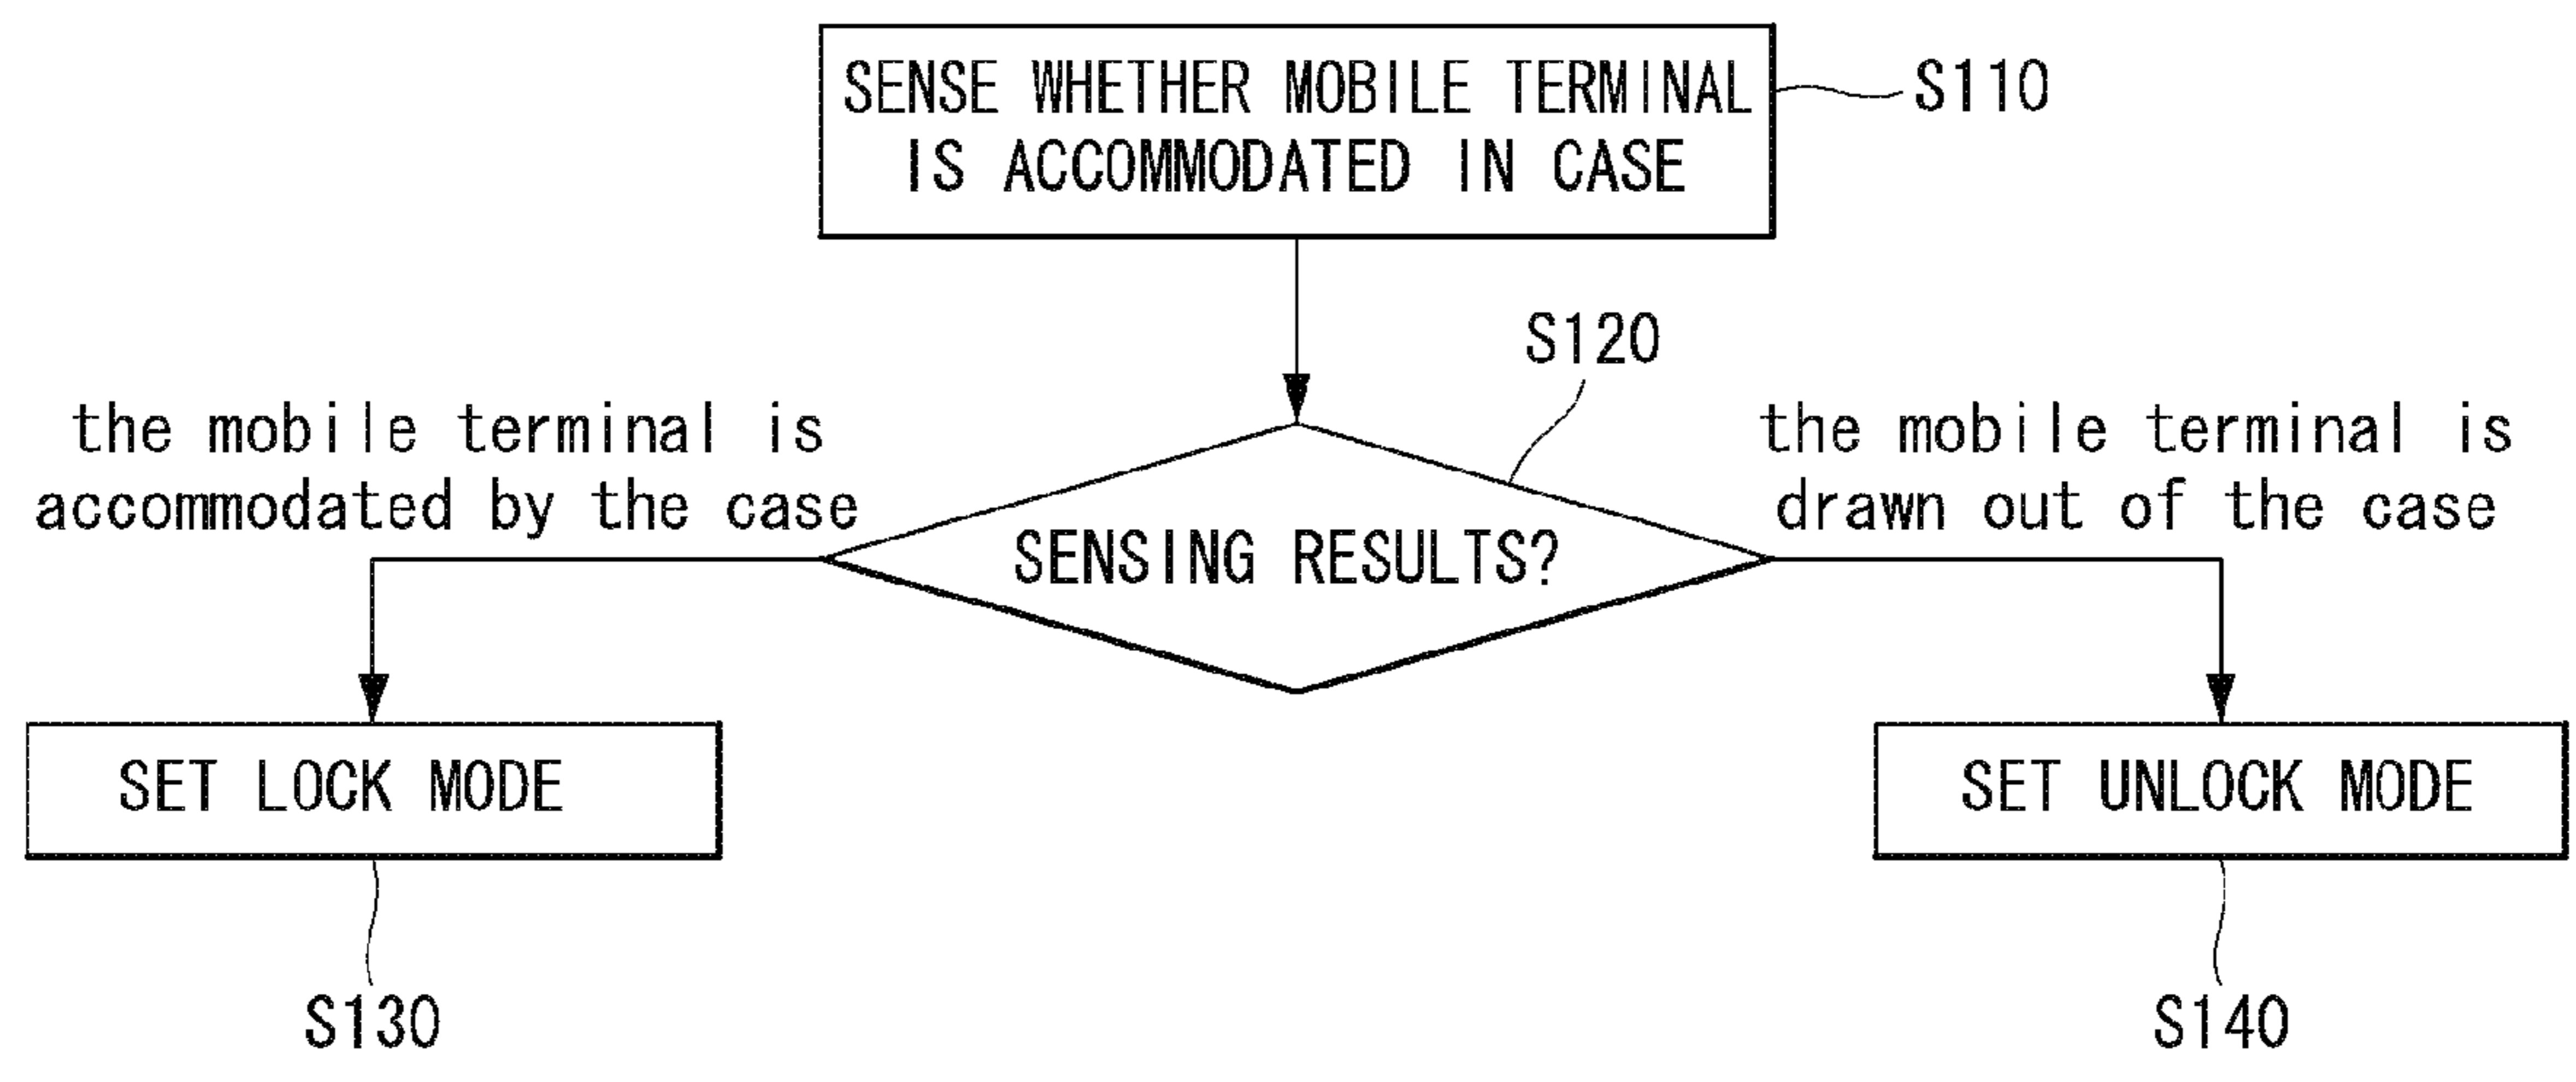 SENSE WHETHER MOBILE TERMINAL
IS ACCOMMODATED IN CASE
S110
S120
the mobile terminal is
accommodated by the case
SENSING RESULTS?
the mobile terminal is
drawn out of the case
SET LOCK MODE
SET UNLOCK MODE
S130
S140